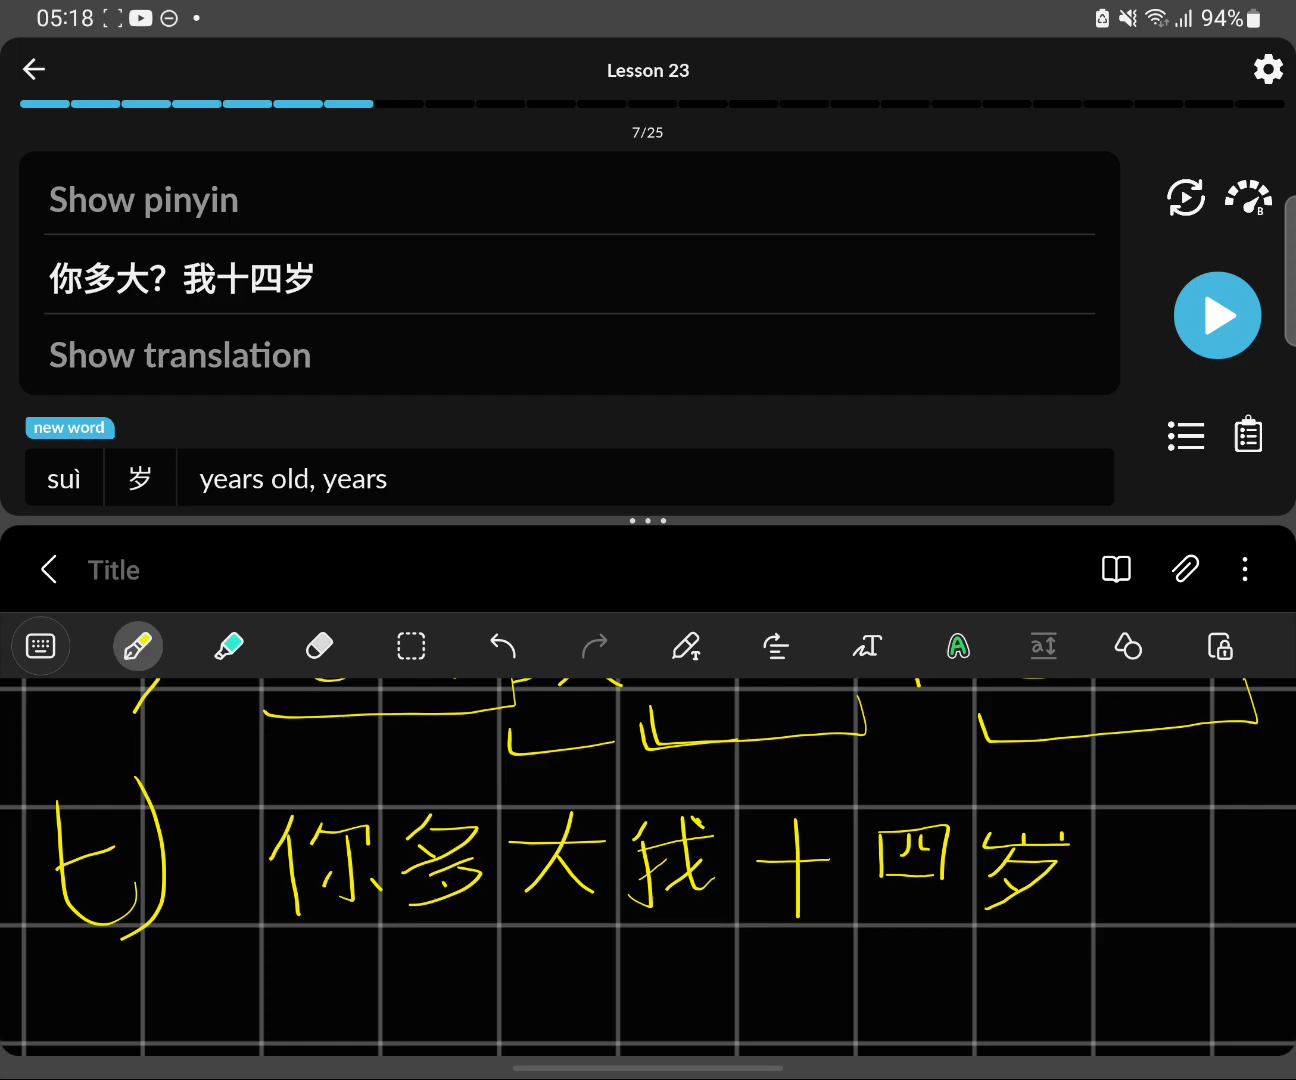 05:18
94%
Lesson 23
7/25
Show pinyin
你多大？我十四岁
Show translation
new word
suì 岁 years old, years
Title
七) 你多大我十四岁